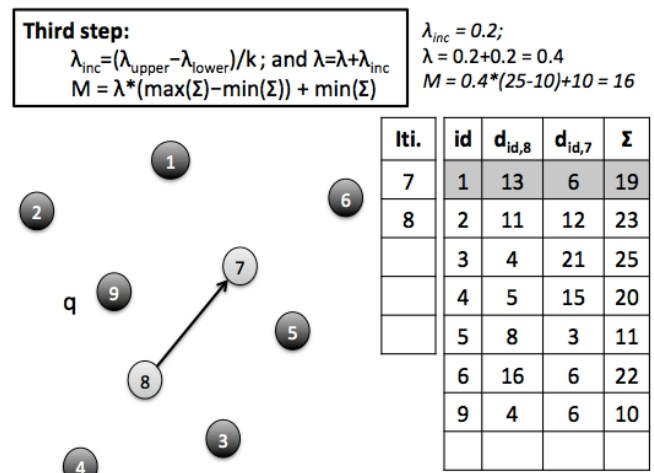 Third step:
λinc=(λupper−λlower)/k; and λ=λ+λinc
M = λ*(max(Σ)−min(Σ)) + min(Σ)
λinc = 0.2;
λ = 0.2+0.2 = 0.4
M = 0.4*(25-10)+10 = 16
1
2
6
7
q
9
5
8
3
4
Iti.
7
8
id did,8 did,7 Σ
1 13 6 19
2 11 12 23
3 4 21 25
4 5 15 20
5 8 3 11
6 16 6 22
9 4 6 10